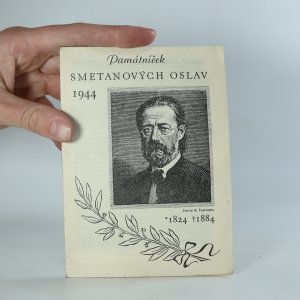 Památníček
SMETANOVÝCH OSLAV
1944
*1824 †1884